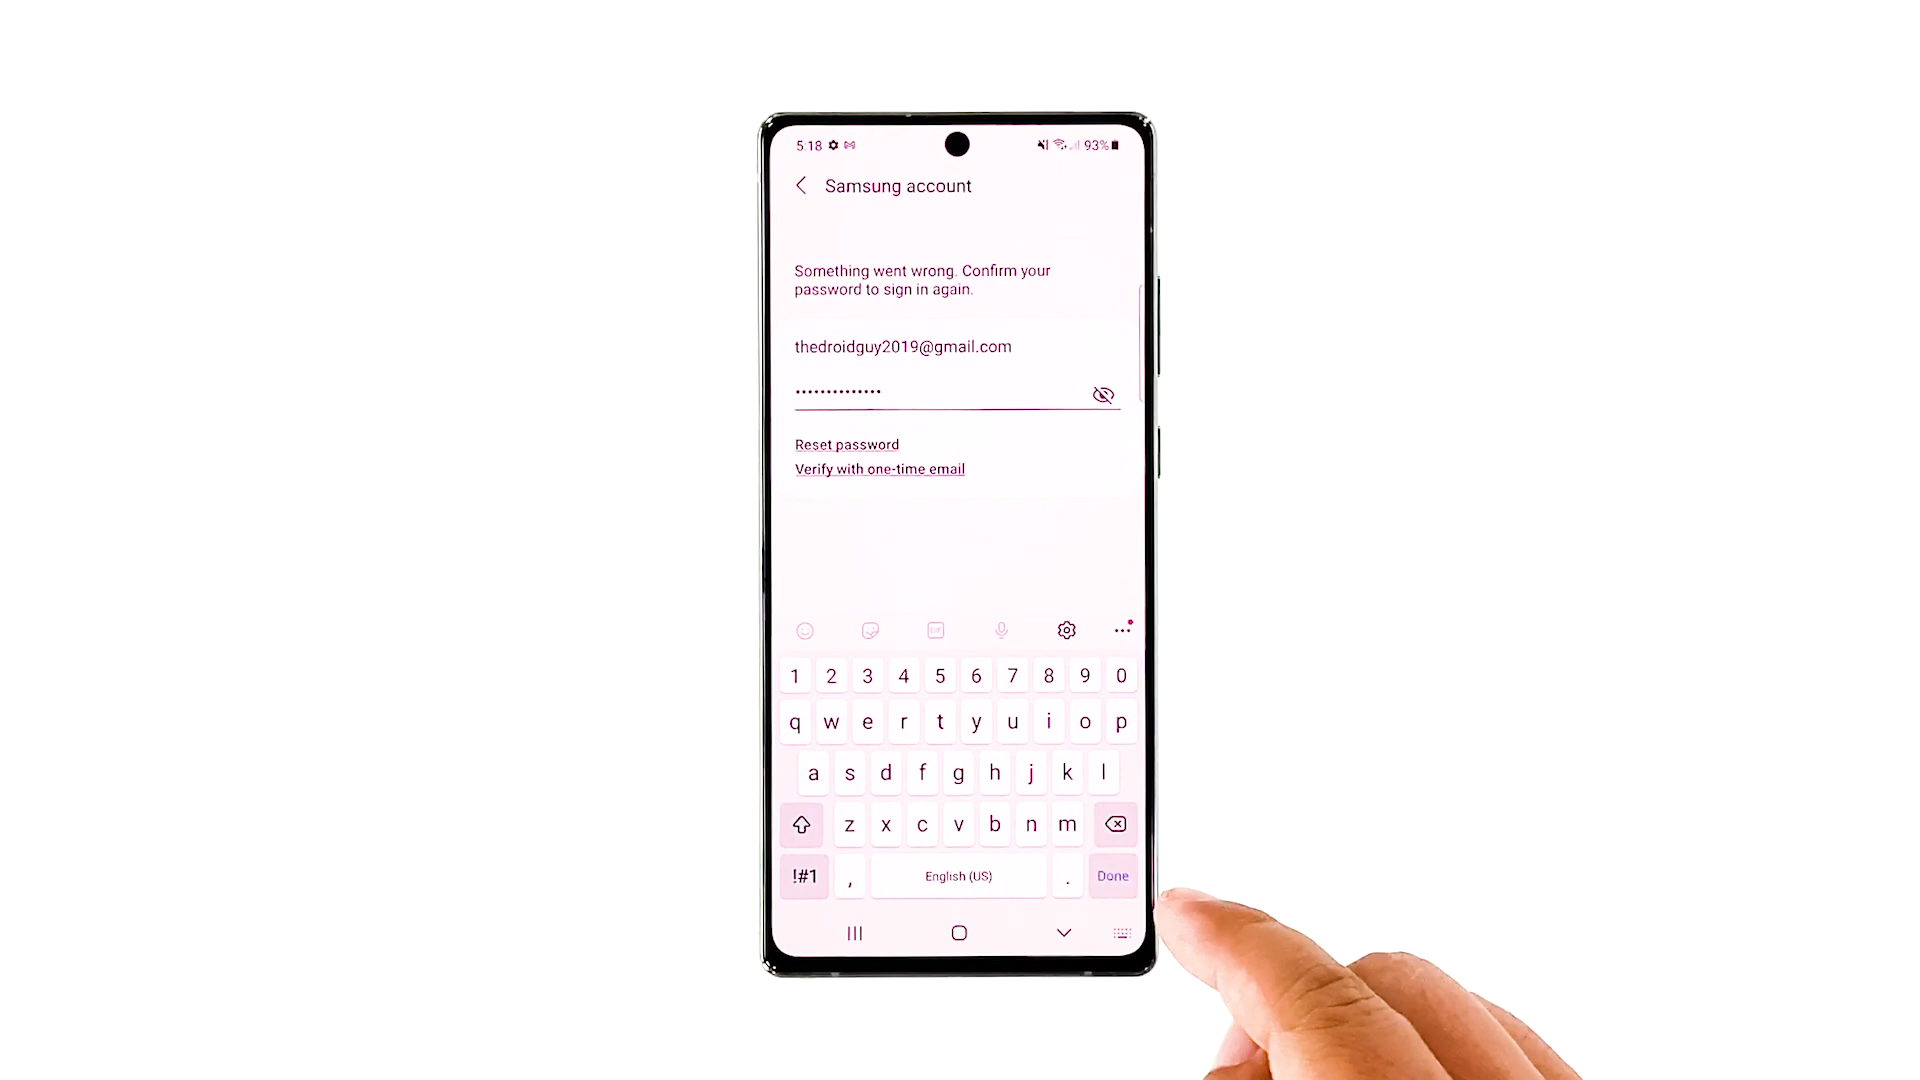 5:18 93%
Samsung account
Something went wrong. Confirm your
password to sign in again.
thedroidguy2019@gmail.com
••••••••••••••
Reset password
Verify with one-time email
GIF
1 2 3 4 5 6 7 8 9 0
q w e r t y u i o p
a s d f g h j k l
z x c v b n m
!#1 , English (US) . Done